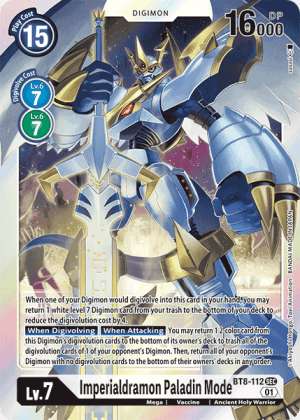 DIGIMON
Play Cost
15
DP
16000
Digivolve Cost
Lv.6
7
Lv.6
7
When one of your Digimon would digivolve into this card in your hand, you may
return 1 white level 7 Digimon card from your trash to the bottom of your deck to
reduce the digivolution cost by 4.
When Digivolving When Attacking You may return 1 2-color card from
this Digimon's digivolution cards to the bottom of its owner's deck to trash all of the
digivolution cards of 1 of your opponent's Digimon. Then, return all of your opponent's
Digimon with no digivolution cards to the bottom of their owners' decks in any order.
Lv.7
Imperialdramon Paladin Mode
BT8-112 SEC
01
Mega | Vaccine | Ancient Holy Warrior